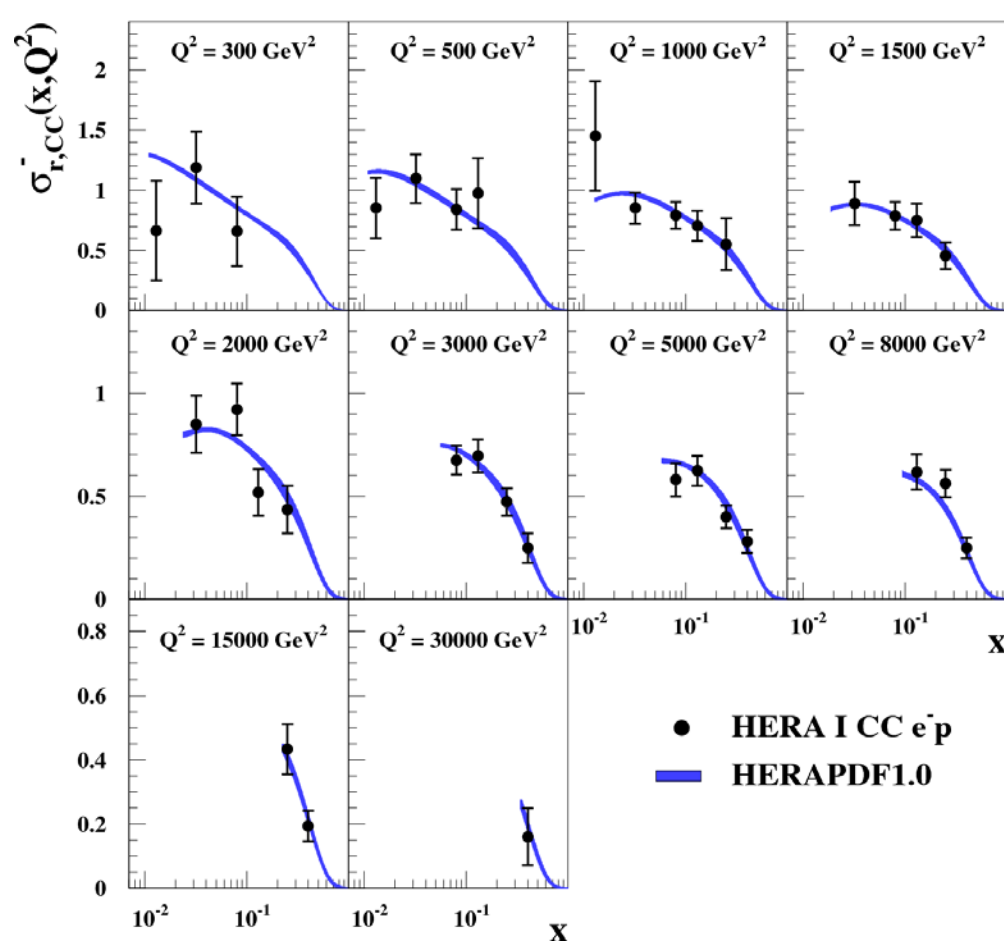 σ⁻r,CC(x,Q²)
Q² = 300 GeV²
Q² = 500 GeV²
Q² = 1000 GeV²
Q² = 1500 GeV²
2
1.5
1
0.5
0
Q² = 2000 GeV²
Q² = 3000 GeV²
Q² = 5000 GeV²
Q² = 8000 GeV²
1
0.5
0
10⁻² 10⁻¹ 10⁻² 10⁻¹ x
Q² = 15000 GeV²
Q² = 30000 GeV²
0.8
0.6
0.4
0.2
0
10⁻² 10⁻¹ 10⁻² 10⁻¹ x
HERA I CC e⁻p
HERAPDF1.0